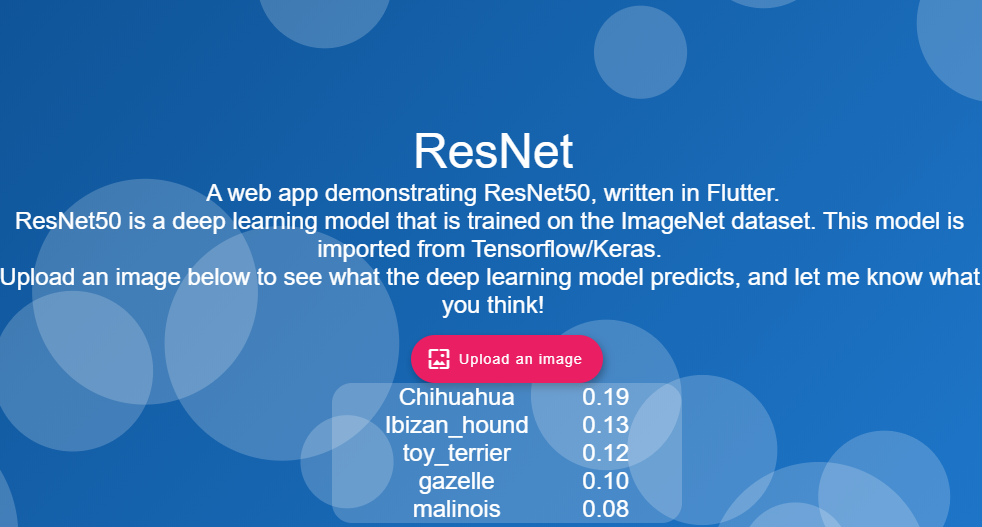 ResNet
A web app demonstrating ResNet50, written in Flutter.
ResNet50 is a deep learning model that is trained on the ImageNet dataset. This model is
imported from Tensorflow/Keras.
Upload an image below to see what the deep learning model predicts, and let me know what
you think!
Upload an image
Chihuahua 0.19
Ibizan_hound 0.13
toy_terrier 0.12
gazelle 0.10
malinois 0.08